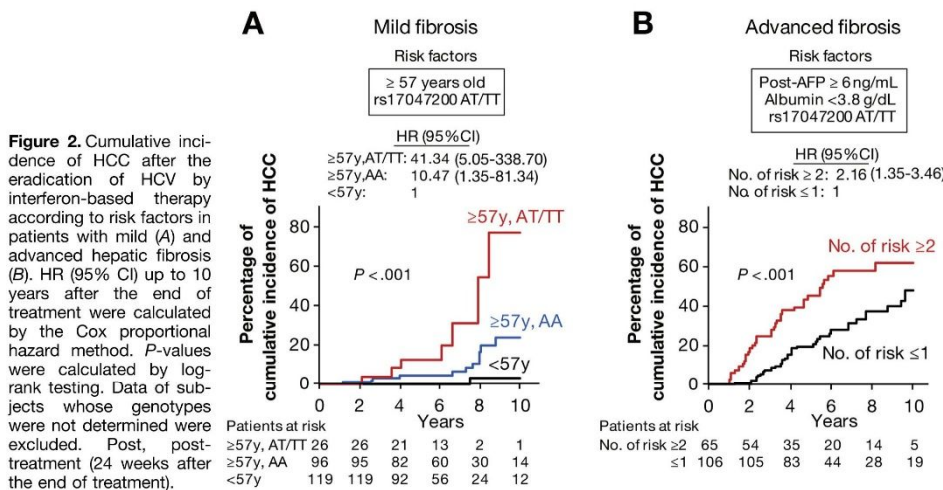 Figure 2. Cumulative inci-
dence of HCC after the
eradication of HCV by
interferon-based therapy
according to risk factors in
patients with mild (A) and
advanced hepatic fibrosis
(B). HR (95% CI) up to 10
years after the end of
treatment were calculated
by the Cox proportional
hazard method. P-values
were calculated by log-
rank testing. Data of sub-
jects whose genotypes
were not determined were
excluded. Post, post-
treatment (24 weeks after
the end of treatment).
A
Mild fibrosis
Risk factors
≥ 57 years old
rs17047200 AT/TT
HR (95%CI)
≥57y,AT/TT: 41.34 (5.05-338.70)
≥57y,AA: 10.47 (1.35-81.34)
<57y: 1
Percentage of
cumulative incidence of HCC
80
60
40
20
0
P <.001
≥57y, AT/TT
≥57y, AA
<57y
0 2 4 6 8 10
Years
Patients at risk
≥57y, AT/TT 26 26 21 13 2 1
≥57y, AA 96 95 82 60 30 14
<57y 119 119 92 56 24 12
B
Advanced fibrosis
Risk factors
Post-AFP ≥ 6 ng/mL
Albumin <3.8 g/dL
rs17047200 AT/TT
HR (95%CI)
No. of risk ≥ 2: 2.16 (1.35-3.46)
No. of risk ≤ 1: 1
Percentage of
cumulative incidence of HCC
80
60
40
20
0
P <.001
No. of risk ≥2
No. of risk ≤1
0 2 4 6 8 10
Years
Patients at risk
No. of risk ≥2 65 54 35 20 14 5
≤1 106 105 83 44 28 19